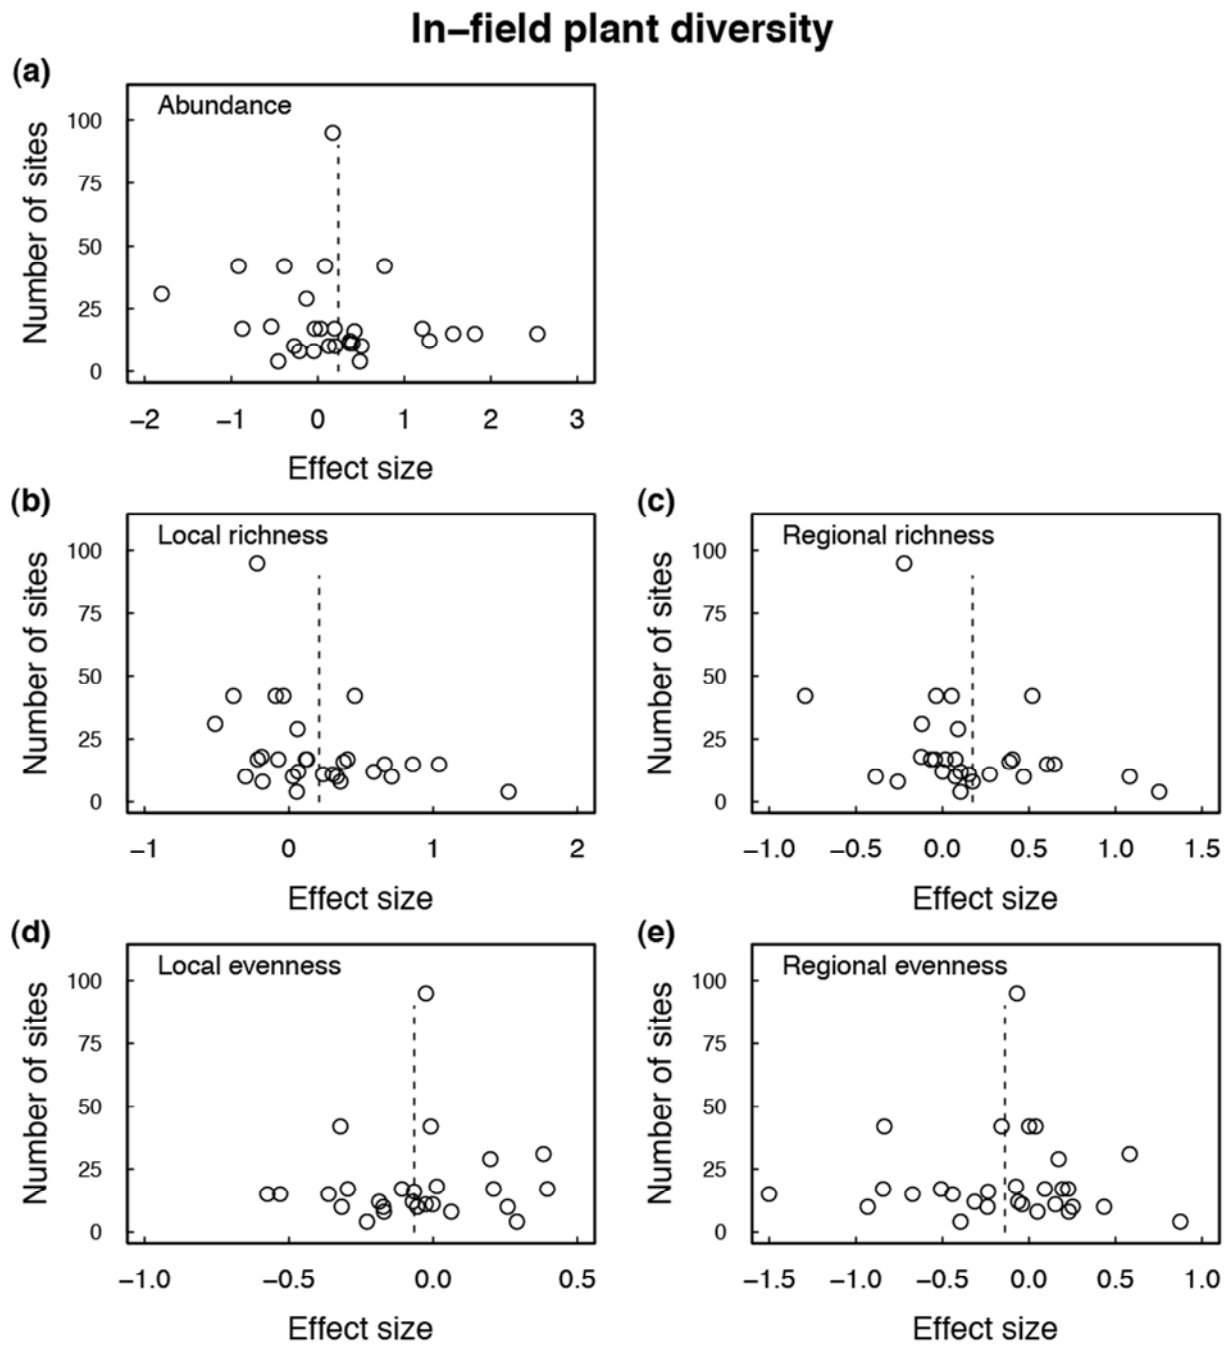 In−field plant diversity
(a)
Abundance
Number of sites
100
75
50
25
0
−2 −1 0 1 2 3
Effect size
(b)
Local richness
Number of sites
100
75
50
25
0
−1 0 1 2
Effect size
(c)
Regional richness
Number of sites
100
75
50
25
0
−1.0 −0.5 0.0 0.5 1.0 1.5
Effect size
(d)
Local evenness
Number of sites
100
75
50
25
0
−1.0 −0.5 0.0 0.5
Effect size
(e)
Regional evenness
Number of sites
100
75
50
25
0
−1.5 −1.0 −0.5 0.0 0.5 1.0
Effect size